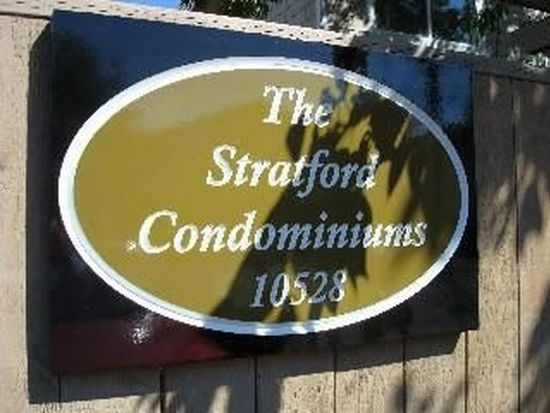 The
Stratford
Condominiums
10528